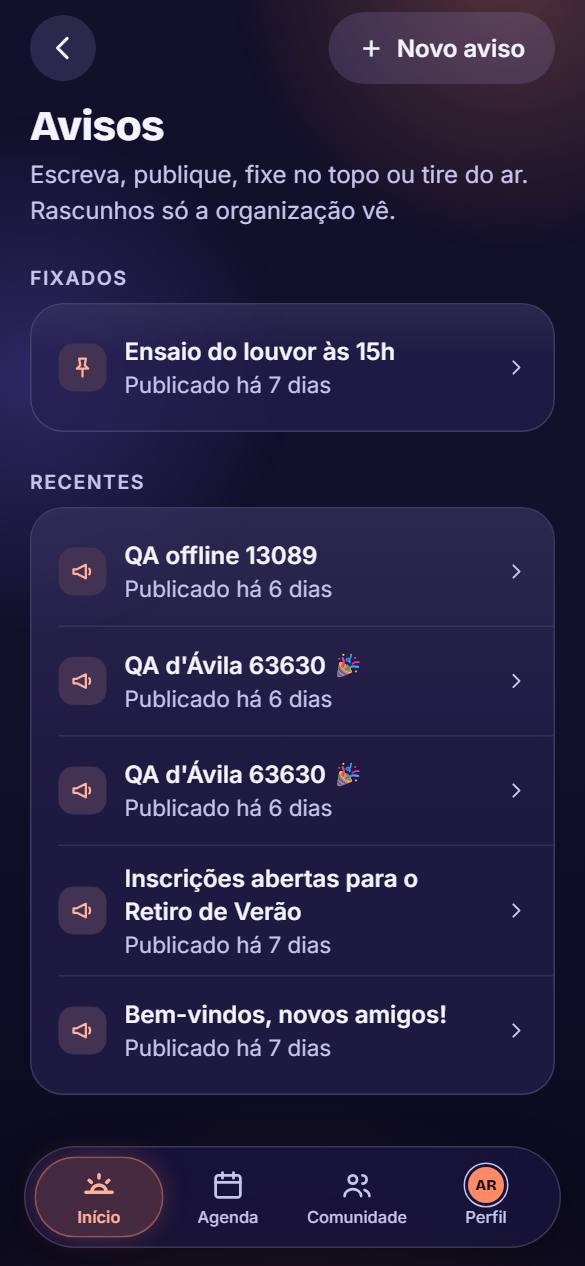 Novo aviso
Avisos
Escreva, publique, fixe no topo ou tire do ar.
Rascunhos só a organização vê.
FIXADOS
Ensaio do louvor às 15h
Publicado há 7 dias
RECENTES
QA offline 13089
Publicado há 6 dias
QA d'Ávila 63630 🎉
Publicado há 6 dias
QA d'Ávila 63630 🎉
Publicado há 6 dias
Inscrições abertas para o
Retiro de Verão
Publicado há 7 dias
Bem-vindos, novos amigos!
Publicado há 7 dias
AR
Início
Agenda
Comunidade
Perfil